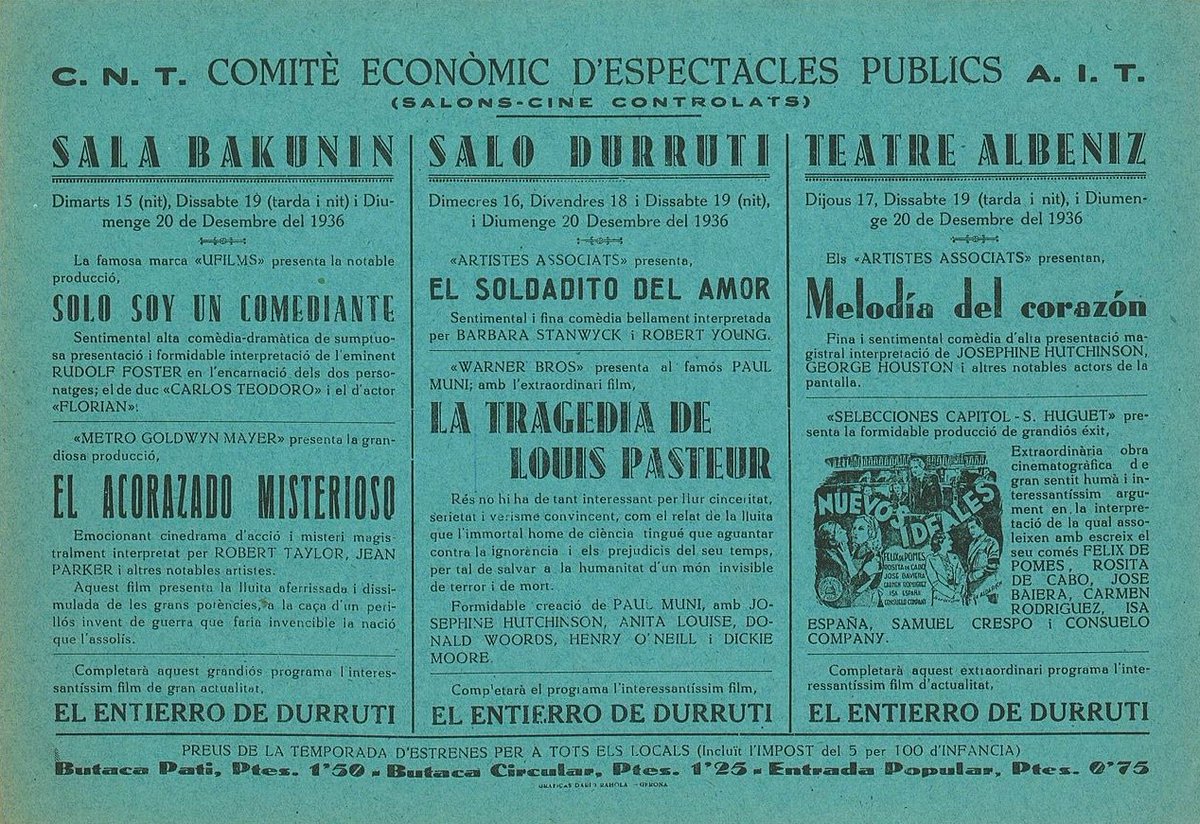 C. N. T. COMITÈ ECONÒMIC D'ESPECTACLES PUBLICS A. I. T.
(SALONS-CINE CONTROLATS)
SALA BAKUNIN
Dimarts 15 (nit), Dissabte 19 (tarda i nit) i Diu-
menge 20 de Desembre del 1936
La famosa marca «UFILMS» presenta la notable
producció,
SOLO SOY UN COMEDIANTE
Sentimental alta comèdia-dramàtica de sumptuo-
sa presentació i formidable interpretació de l'eminent
RUDOLF FOSTER en l'encarnació dels dos perso-
natges; el de duc «CARLOS TEODORO» i el d'actor
«FLORIAN».
«METRO GOLDWYN MAYER» presenta la gran-
diosa producció,
EL ACORAZADO MISTERIOSO
Emocionant cinedrama d'acció i misteri magis-
tralment interpretat per ROBERT TAYLOR, JEAN
PARKER i altres notables artistes.
Aquest film presenta la lluita aferrissada i dissi-
mulada de les grans potències, a la caça d'un peri-
llós invent de guerra que faria invencible la nació
que l'assolís.
Completarà aquest grandiós programa l'interes-
santíssim film de gran actualitat,
EL ENTIERRO DE DURRUTI
SALO DURRUTI
Dimecres 16, Divendres 18 i Dissabte 19 (nit),
i Diumenge 20 Desembre del 1936
«ARTISTES ASSOCIATS» presenta,
EL SOLDADITO DEL AMOR
Sentimental i fina comèdia bellament interpretada
per BARBARA STANWYCK i ROBERT YOUNG.
«WARNER BROS» presenta al famós PAUL
MUNI; amb l'extraordinari film,
LA TRAGEDIA DE
LOUIS PASTEUR
Rés no hi ha de tant interessant per llur cinceritat,
serietat i verisme convincent, com el relat de la lluita
que l'immortal home de ciència tingué que aguantar
contra la ignorància i els prejudicis del seu temps,
per tal de salvar a la humanitat d'un món invisible
de terror i de mort.
Formidable creació de PAUL MUNI, amb JO-
SEPHINE HUTCHINSON, ANITA LOUISE, DO-
NALD WOORDS, HENRY O'NEILL i DICKIE
MOORE.
Completarà el programa l'interessantíssim film,
EL ENTIERRO DE DURRUTI
TEATRE ALBENIZ
Dijous 17, Dissabte 19 (tarda i nit), i Diumen-
ge 20 de Desembre del 1936
Els «ARTISTES ASSOCIATS» presentan,
Melodía del corazón
Fina i sentimental comèdia d'alta presentació ma-
gistral interpretació de JOSEPHINE HUTCHINSON,
GEORGE HOUSTON i altres notables actors de la
pantalla.
«SELECCIONES CAPITOL - S. HUGUET» pre-
senta la formidable producció de grandiós éxit,
NUEVOS IDEALES
FELIX DE POMES
ROSITA DE CABO
JOSE BAVIERA
CARMEN RODRIGUEZ
ISA ESPAÑA
CONSUELO COMPANY
Extraordinària obra
cinematogràfica de
gran sentit humà i in-
teressantíssim argu-
ment en la interpre-
tació de la qual asso-
leixen amb escreix el
seu comés FELIX DE
POMES, ROSITA
DE CABO, JOSE
BAIERA, CARMEN
RODRIGUEZ, ISA
ESPAÑA, SAMUEL CRESPO i CONSUELO
COMPANY.
Completarà aquest extraordinari programa l'inte-
ressantíssim film d'actualitat,
EL ENTIERRO DE DURRUTI
PREUS DE LA TEMPORADA D'ESTRENES PER A TOTS ELS LOCALS (Incluït l'IMPOST del 5 per 100 d'INFANCIA)
Butaca Pati, Ptes. 1'50 - Butaca Circular, Ptes. 1'25 - Entrada Popular, Ptes. 0'75
RAHOLA - GERONA